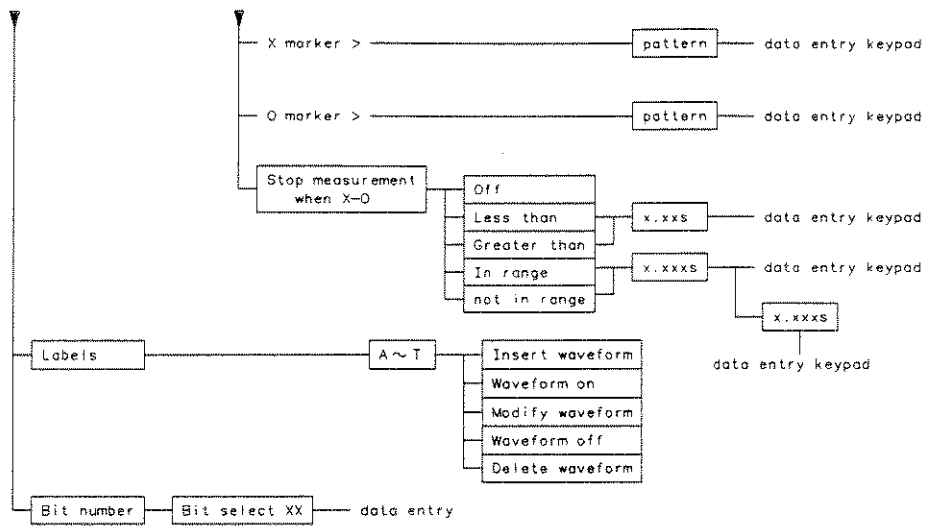 X marker >
pattern
data entry keypad
O marker >
pattern
data entry keypad
Stop measurement
when X-O
Off
Less than
Greater than
In range
not in range
x.xxs
data entry keypad
x.xxxs
data entry keypad
x.xxxs
data entry keypad
Labels
A~T
Insert waveform
Waveform on
Modify waveform
Waveform off
Delete waveform
Bit number
Bit select XX
data entry